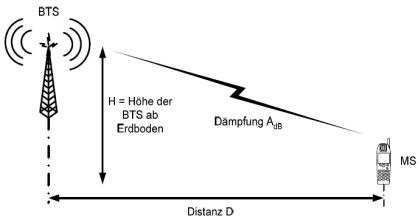 BTS
H = Höhe der
BTS ab
Erdboden
Dämpfung AdB
MS
Distanz D